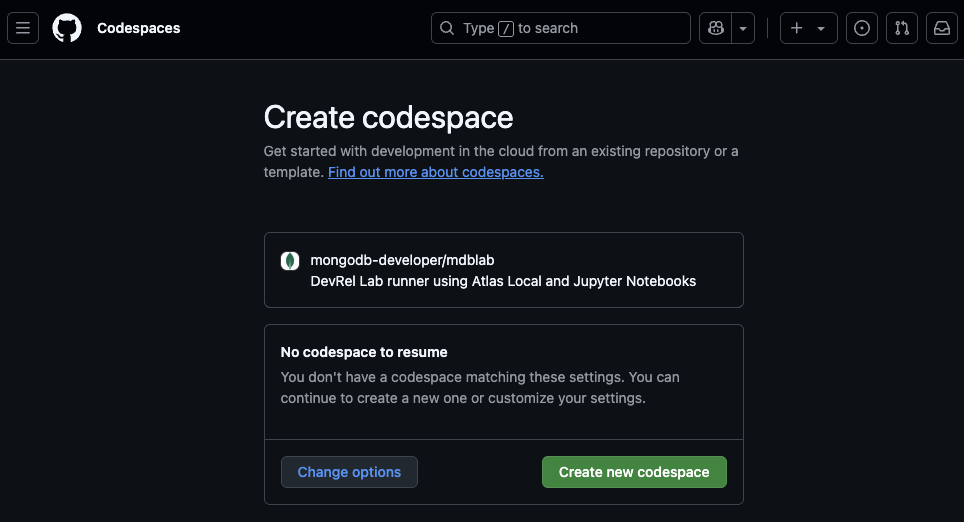 Codespaces
Type / to search
Create codespace
Get started with development in the cloud from an existing repository or a
template. Find out more about codespaces.
mongodb-developer/mdblab
DevRel Lab runner using Atlas Local and Jupyter Notebooks
No codespace to resume
You don't have a codespace matching these settings. You can
continue to create a new one or customize your settings.
Change options
Create new codespace